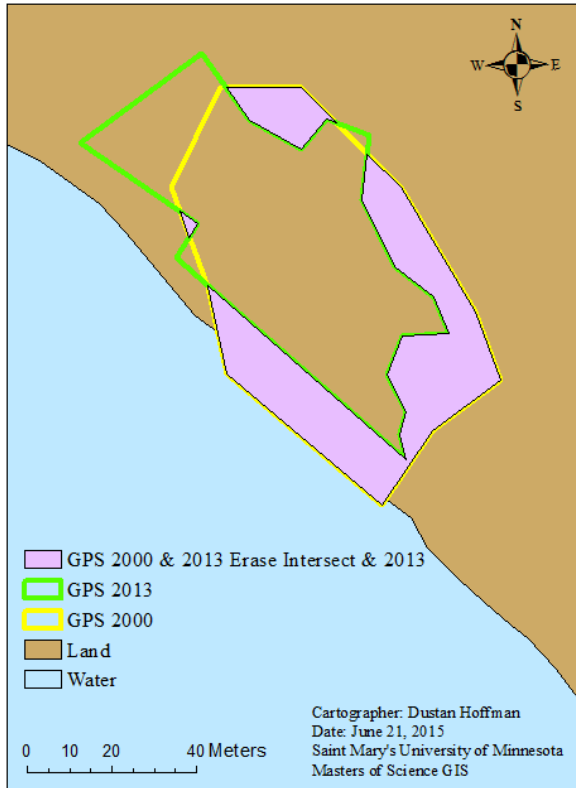 N
W E
S
GPS 2000 & 2013 Erase Intersect & 2013
GPS 2013
GPS 2000
Land
Water
Cartographer: Dustan Hoffman
Date: June 21, 2015
Saint Mary's University of Minnesota
Masters of Science GIS
0 10 20 40 Meters